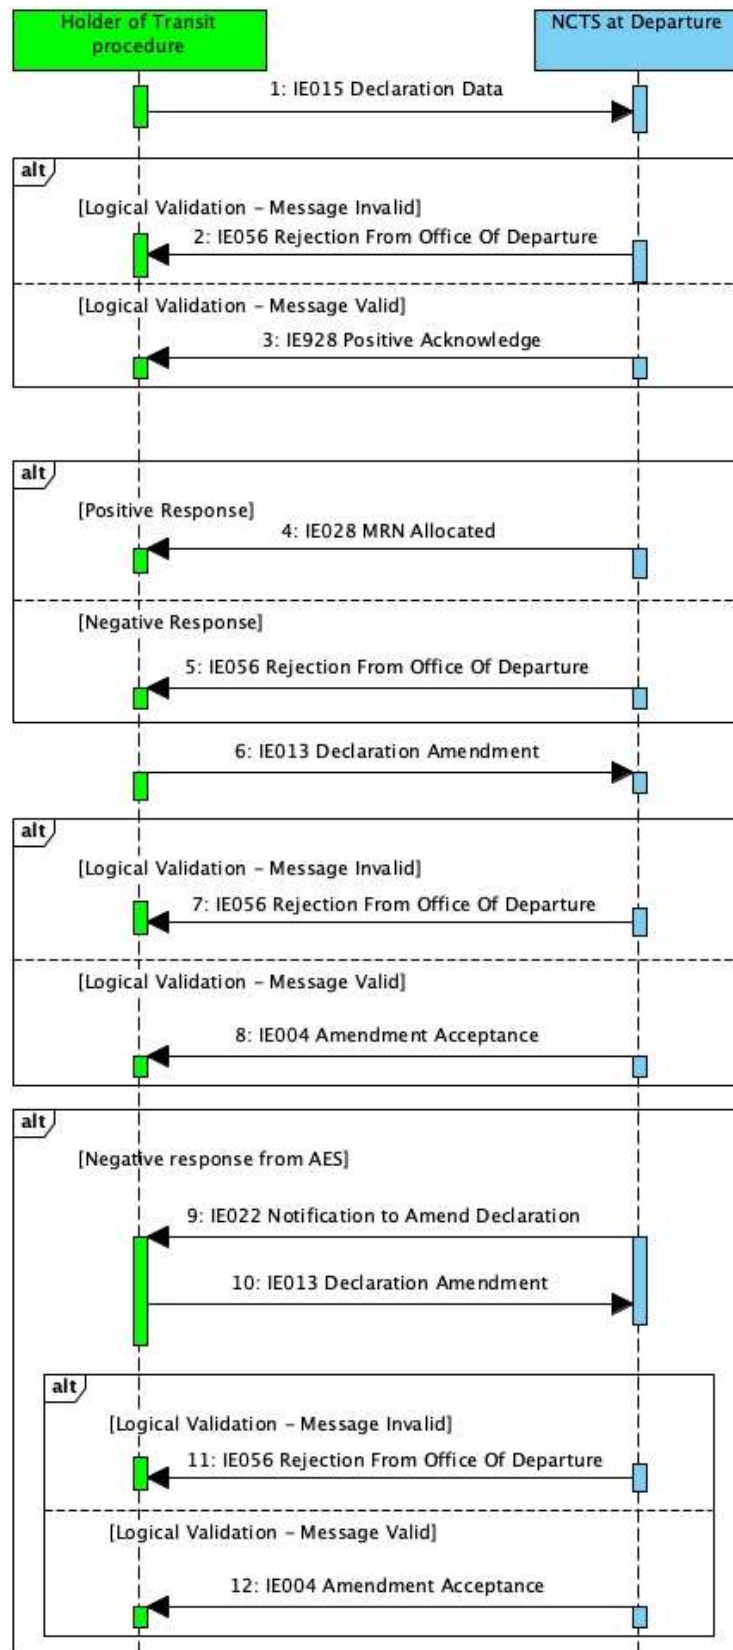 Holder of Transit
procedure
NCTS at Departure
1: IE015 Declaration Data
alt
[Logical Validation – Message Invalid]
2: IE056 Rejection From Office Of Departure
[Logical Validation – Message Valid]
3: IE928 Positive Acknowledge
alt
[Positive Response]
4: IE028 MRN Allocated
[Negative Response]
5: IE056 Rejection From Office Of Departure
6: IE013 Declaration Amendment
alt
[Logical Validation – Message Invalid]
7: IE056 Rejection From Office Of Departure
[Logical Validation – Message Valid]
8: IE004 Amendment Acceptance
alt
[Negative response from AES]
9: IE022 Notification to Amend Declaration
10: IE013 Declaration Amendment
alt
[Logical Validation – Message Invalid]
11: IE056 Rejection From Office Of Departure
[Logical Validation – Message Valid]
12: IE004 Amendment Acceptance